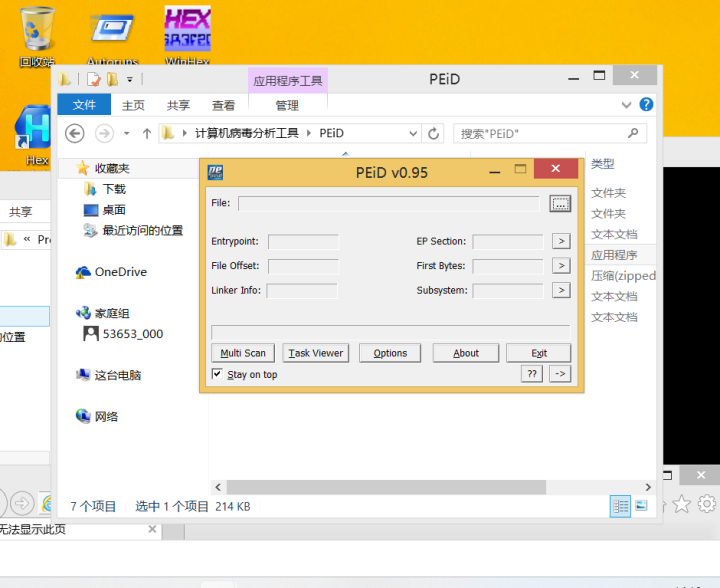 回收站
Autoruns
WinHex
Hex
应用程序工具
PEiD
文件
主页
共享
查看
管理
计算机病毒分析工具
PEiD
搜索"PEiD"
收藏夹
下载
桌面
最近访问的位置
OneDrive
家庭组
53653_000
这台电脑
网络
类型
文件夹
文件夹
文本文档
应用程序
压缩(zipped
文本文档
文本文档
PEiD v0.95
File:
...
Entrypoint:
EP Section:
>
File Offset:
First Bytes:
>
Linker Info:
Subsystem:
>
Multi Scan
Task Viewer
Options
About
Exit
Stay on top
??
->
7 个项目
选中 1 个项目
214 KB
共享
« Pr
的位置
无法显示此页